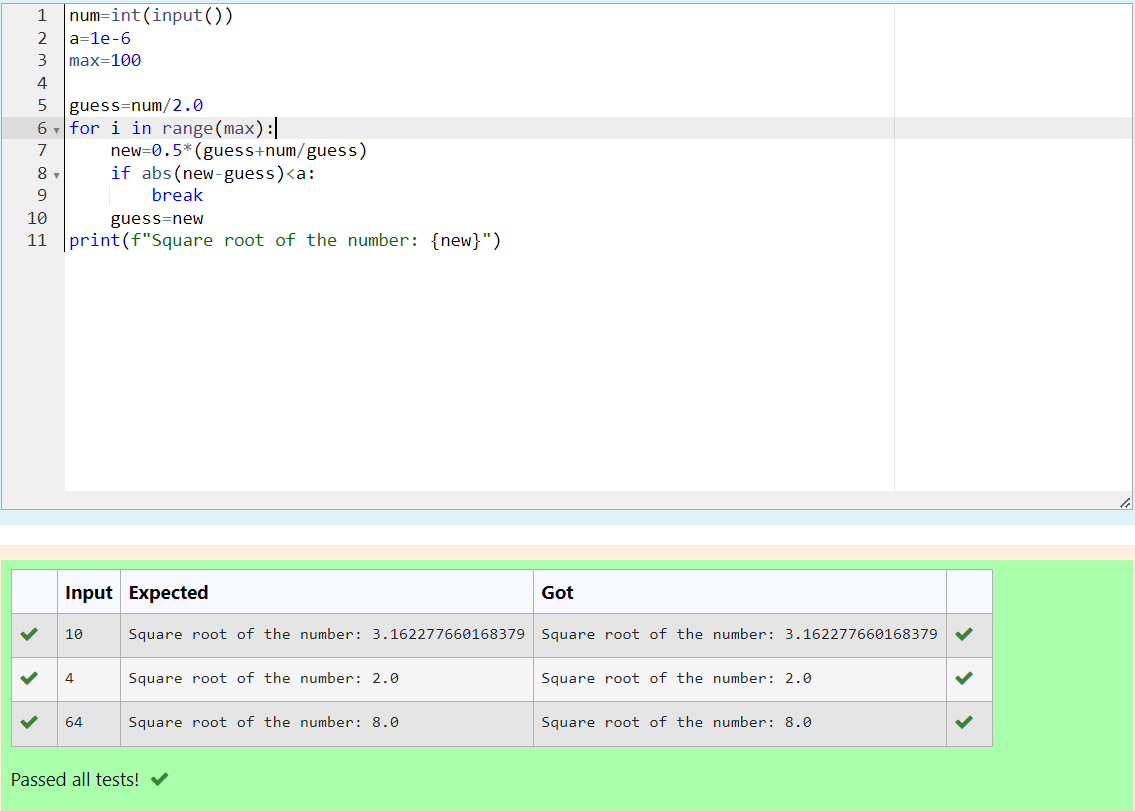 1 num=int(input())
2 a=1e-6
3 max=100
4
5 guess=num/2.0
6 for i in range(max):
7     new=0.5*(guess+num/guess)
8     if abs(new-guess)<a:
9         break
10     guess=new
11 print(f"Square root of the number: {new}")
Input Expected Got
10 Square root of the number: 3.162277660168379 Square root of the number: 3.162277660168379
4 Square root of the number: 2.0 Square root of the number: 2.0
64 Square root of the number: 8.0 Square root of the number: 8.0
Passed all tests!